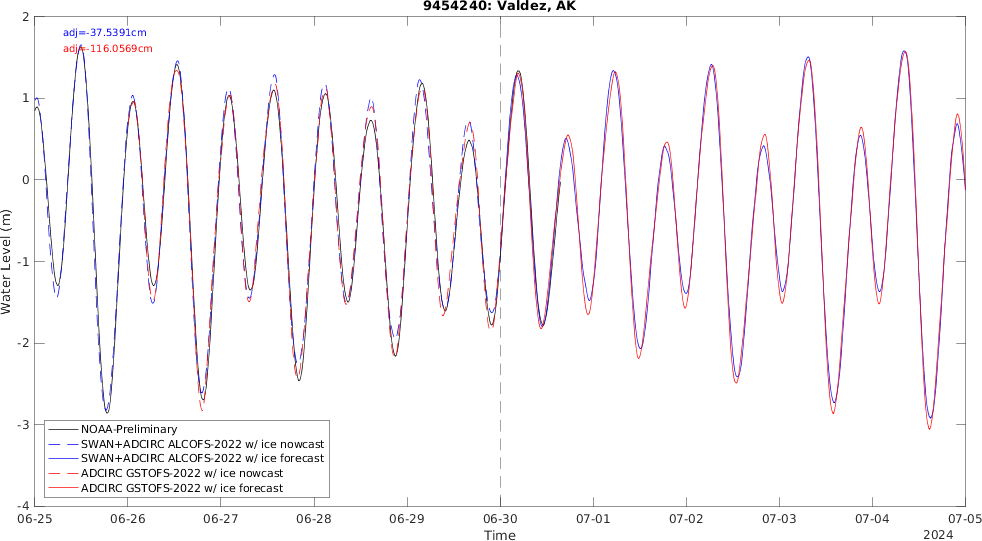 9454240: Valdez, AK
2
adj=-37.5391cm
adj=-116.0569cm
1
0
-1
-2
-3
-4
Water Level (m)
NOAA-Preliminary
SWAN+ADCIRC ALCOFS-2022 w/ ice nowcast
SWAN+ADCIRC ALCOFS-2022 w/ ice forecast
ADCIRC GSTOFS-2022 w/ ice nowcast
ADCIRC GSTOFS-2022 w/ ice forecast
06-25 06-26 06-27 06-28 06-29 06-30 07-01 07-02 07-03 07-04 07-05
Time
2024